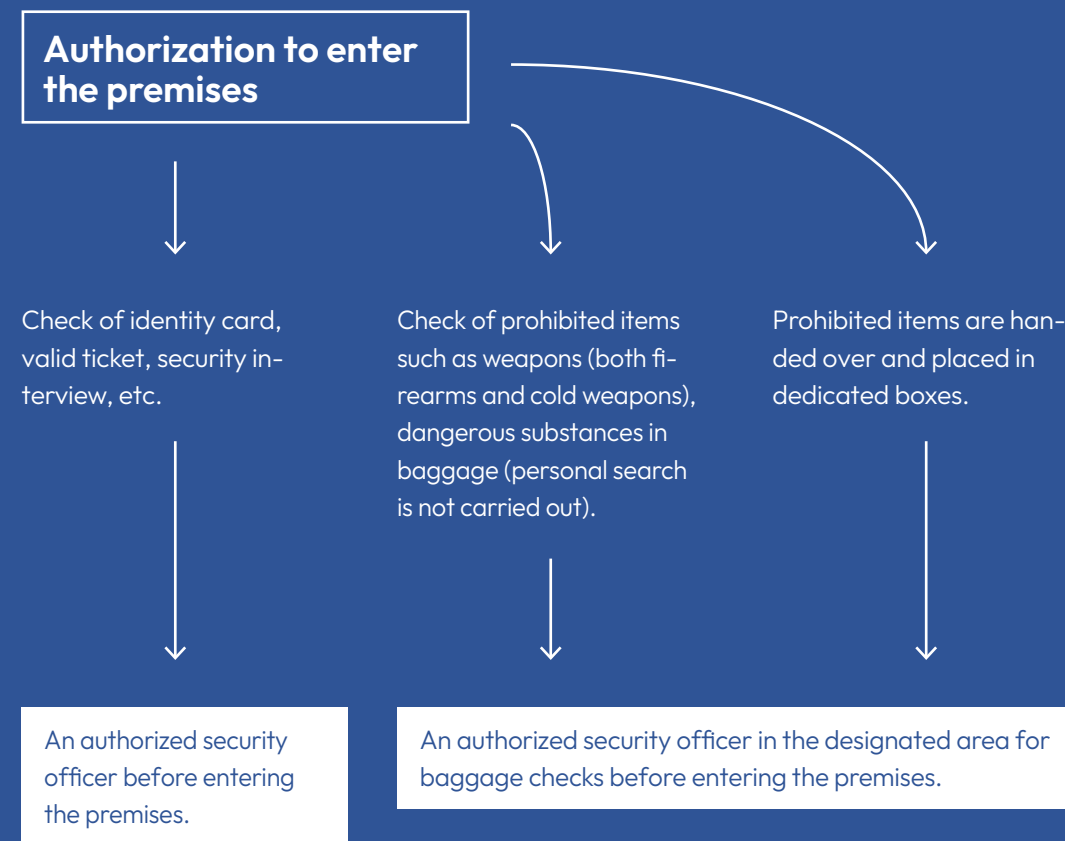 Authorization to enter
the premises
Check of identity card,
valid ticket, security in-
terview, etc.
Check of prohibited items
such as weapons (both fi-
rearms and cold weapons),
dangerous substances in
baggage (personal search
is not carried out).
Prohibited items are han-
ded over and placed in
dedicated boxes.
An authorized security
officer before entering
the premises.
An authorized security officer in the designated area for
baggage checks before entering the premises.